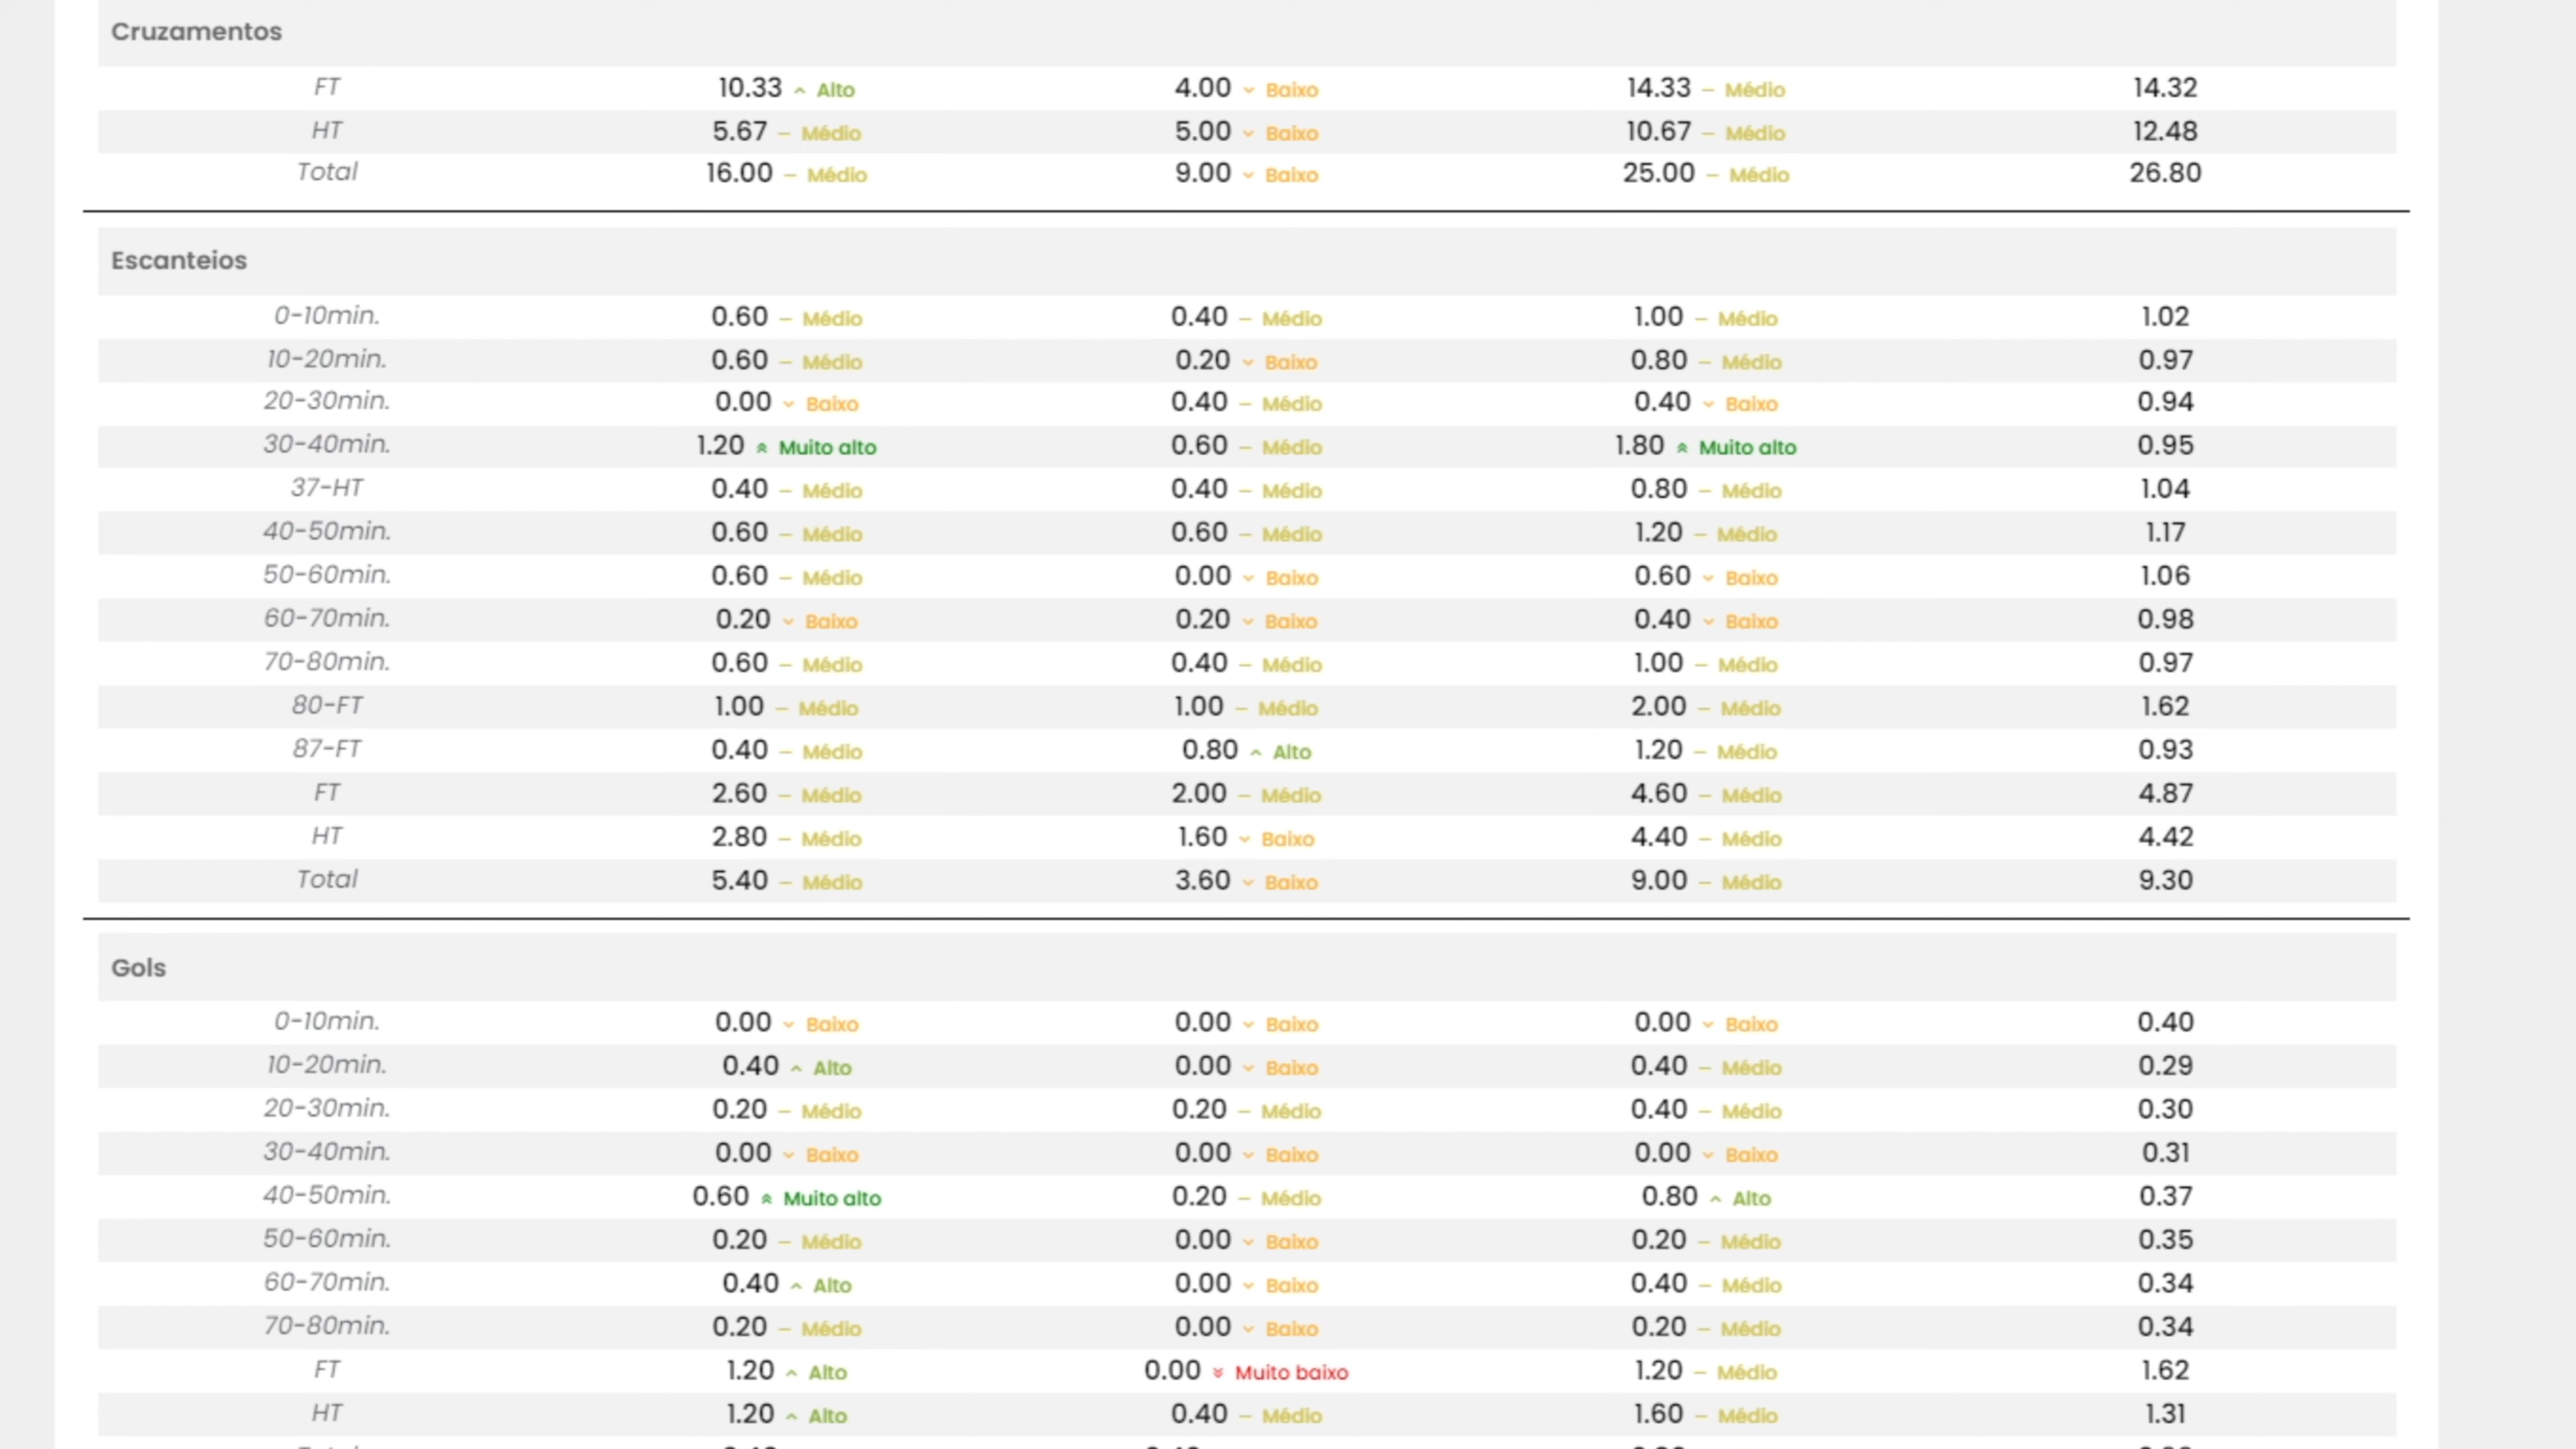 Cruzamentos
FT 10.33 Alto 4.00 Baixo 14.33 – Médio 14.32
HT 5.67 – Médio 5.00 Baixo 10.67 – Médio 12.48
Total 16.00 – Médio 9.00 Baixo 25.00 – Médio 26.80
Escanteios
0-10min. 0.60 – Médio 0.40 – Médio 1.00 – Médio 1.02
10-20min. 0.60 – Médio 0.20 Baixo 0.80 – Médio 0.97
20-30min. 0.00 Baixo 0.40 – Médio 0.40 Baixo 0.94
30-40min. 1.20 Muito alto 0.60 – Médio 1.80 Muito alto 0.95
37-HT 0.40 – Médio 0.40 – Médio 0.80 – Médio 1.04
40-50min. 0.60 – Médio 0.60 – Médio 1.20 – Médio 1.17
50-60min. 0.60 – Médio 0.00 Baixo 0.60 Baixo 1.06
60-70min. 0.20 Baixo 0.20 Baixo 0.40 Baixo 0.98
70-80min. 0.60 – Médio 0.40 – Médio 1.00 – Médio 0.97
80-FT 1.00 – Médio 1.00 – Médio 2.00 – Médio 1.62
87-FT 0.40 – Médio 0.80 Alto 1.20 – Médio 0.93
FT 2.60 – Médio 2.00 – Médio 4.60 – Médio 4.87
HT 2.80 – Médio 1.60 Baixo 4.40 – Médio 4.42
Total 5.40 – Médio 3.60 Baixo 9.00 – Médio 9.30
Gols
0-10min. 0.00 Baixo 0.00 Baixo 0.00 Baixo 0.40
10-20min. 0.40 Alto 0.00 Baixo 0.40 – Médio 0.29
20-30min. 0.20 – Médio 0.20 – Médio 0.40 – Médio 0.30
30-40min. 0.00 Baixo 0.00 Baixo 0.00 Baixo 0.31
40-50min. 0.60 Muito alto 0.20 – Médio 0.80 Alto 0.37
50-60min. 0.20 – Médio 0.00 Baixo 0.20 – Médio 0.35
60-70min. 0.40 Alto 0.00 Baixo 0.40 – Médio 0.34
70-80min. 0.20 – Médio 0.00 Baixo 0.20 – Médio 0.34
FT 1.20 Alto 0.00 Muito baixo 1.20 – Médio 1.62
HT 1.20 Alto 0.40 – Médio 1.60 – Médio 1.31